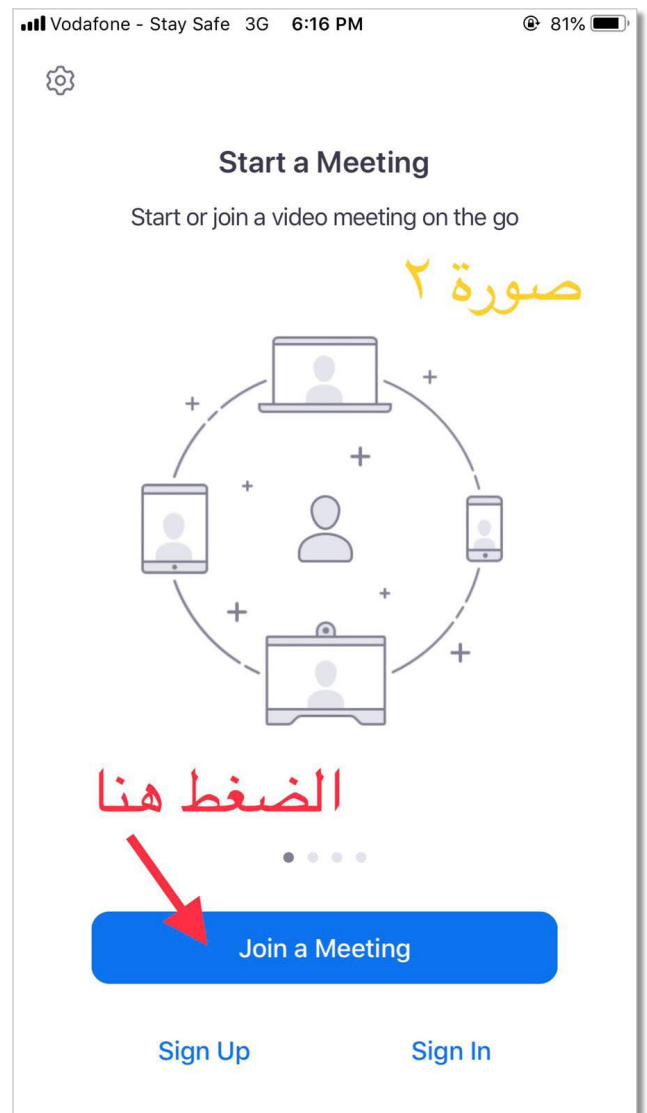 Vodafone - Stay Safe 3G 6:16 PM 81%
Start a Meeting
Start or join a video meeting on the go
صورة ٢
الضغط هنا
Join a Meeting
Sign Up Sign In